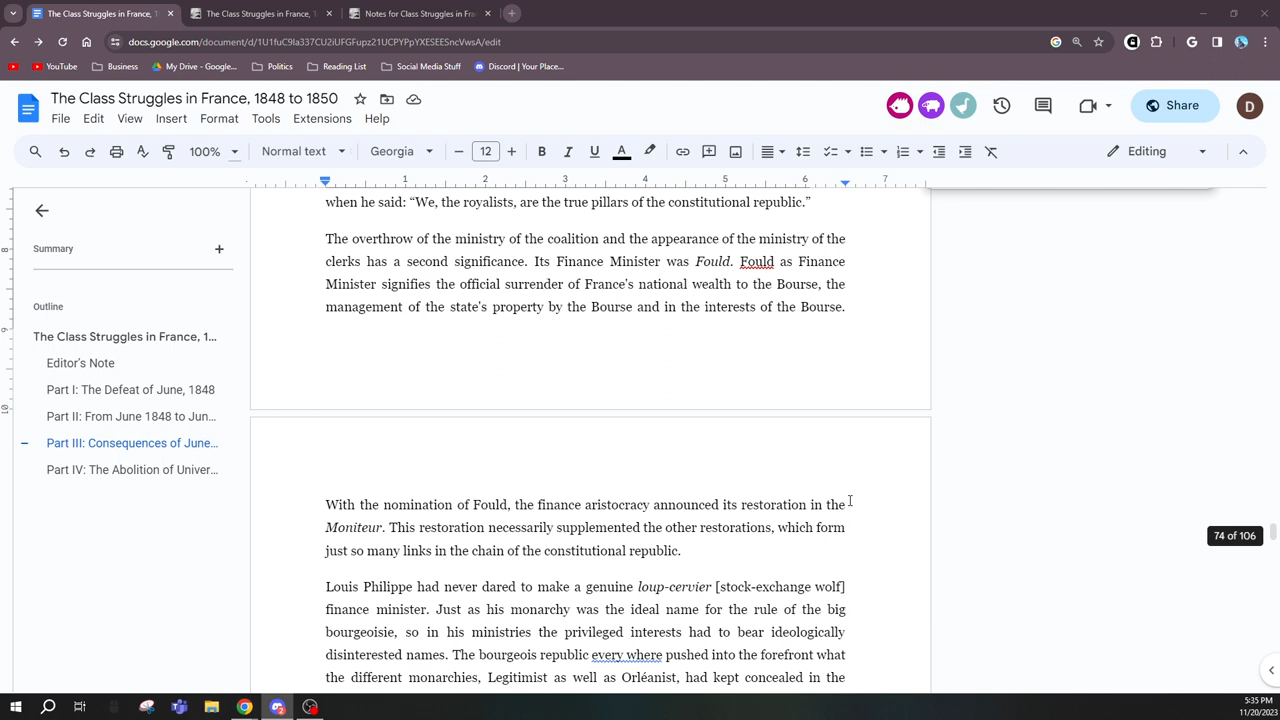 The Class Struggles in France, 1
The Class Struggles in France, 1
Notes for Class Struggles in Fra
docs.google.com/document/d/1U1fuC9la337CU2iUFGFupz21UCPYPpYXESEESncVwsA/edit
YouTube
Business
My Drive - Google...
Politics
Reading List
Social Media Stuff
Discord | (Your Place...
The Class Struggles in France, 1848 to 1850
Share
D
File Edit View Insert Format Tools Extensions Help
100% Normal text Georgia 12 Editing
1 2 3 4 5 6 7
when he said: “We, the royalists, are the true pillars of the constitutional republic.”
Summary
The overthrow of the ministry of the coalition and the appearance of the ministry of the
clerks has a second significance. Its Finance Minister was Fould. Fould as Finance
Minister signifies the official surrender of France's national wealth to the Bourse, the
management of the state's property by the Bourse and in the interests of the Bourse.
Outline
The Class Struggles in France, 1...
Editor's Note
Part I: The Defeat of June, 1848
Part II: From June 1848 to Jun...
Part III: Consequences of June...
Part IV: The Abolition of Univer...
8
9
10
With the nomination of Fould, the finance aristocracy announced its restoration in the
Moniteur. This restoration necessarily supplemented the other restorations, which form
just so many links in the chain of the constitutional republic.
74 of 106
Louis Philippe had never dared to make a genuine loup-cervier [stock-exchange wolf]
finance minister. Just as his monarchy was the ideal name for the rule of the big
bourgeoisie, so in his ministries the privileged interests had to bear ideologically
disinterested names. The bourgeois republic every where pushed into the forefront what
the different monarchies, Legitimist as well as Orléanist, had kept concealed in the
5:35 PM
11/20/2023